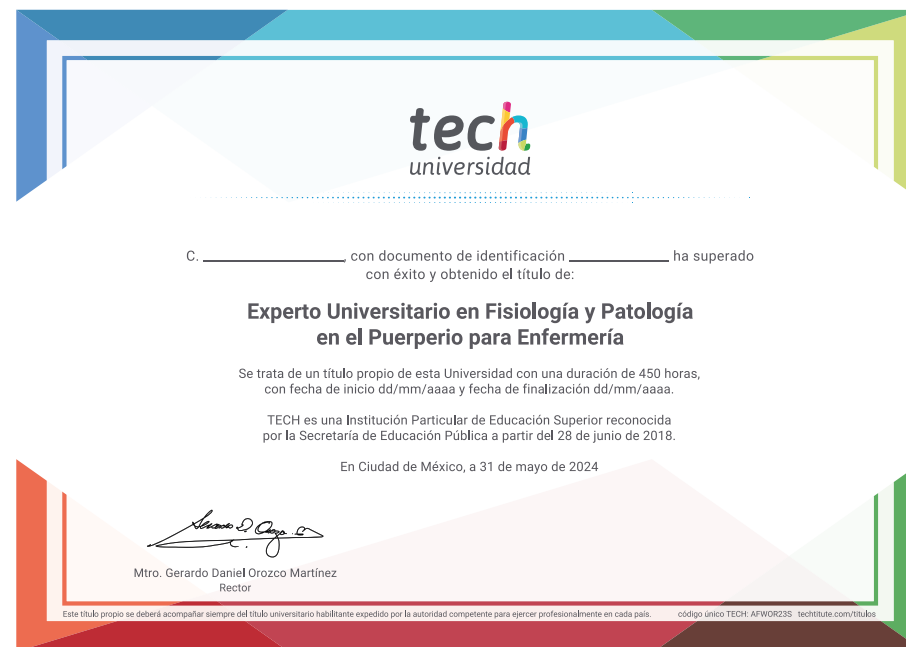 tech
universidad
C. ____________, con documento de identificación ____________ ha superado
con éxito y obtenido el título de:
Experto Universitario en Fisiología y Patología
en el Puerperio para Enfermería
Se trata de un título propio de esta Universidad con una duración de 450 horas,
con fecha de inicio dd/mm/aaaa y fecha de finalización dd/mm/aaaa.
TECH es una Institución Particular de Educación Superior reconocida
por la Secretaría de Educación Pública a partir del 28 de junio de 2018.
En Ciudad de México, a 31 de mayo de 2024
Mtro. Gerardo Daniel Orozco Martínez
Rector
Este título propio se deberá acompañar siempre del título universitario habilitante expedido por la autoridad competente para ejercer profesionalmente en cada país. código único TECH: AFWOR23S techtitute.com/titulos